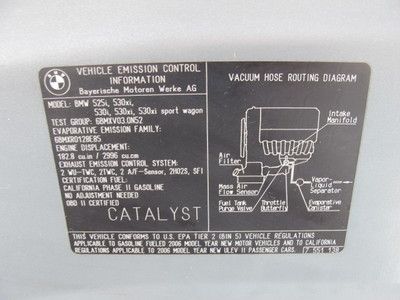 BMW
VEHICLE EMISSION CONTROL
INFORMATION
Bayerische Motoren Werke AG
MODEL: BMW 525i, 530xi,
530i, 530xi, 530xi sport wagon
TEST GROUP: 6BMXV03.0N52
EVAPORATIVE EMISSION FAMILY:
6BMXR0128E85
ENGINE DISPLACEMENT:
182.8 cu.in / 2996 cu.cm
EXHAUST EMISSION CONTROL SYSTEM:
2 WU-TWC, 2TWC, 2 A/F-Sensor, 2HO2S, SFI
CERTIFIED FUEL:
CALIFORNIA PHASE II GASOLINE
NO ADJUSTMENT NEEDED
OBD II CERTIFIED
CATALYST
VACUUM HOSE ROUTING DIAGRAM
Intake
Manifold
Air
Filter
Mass Air
Flow Sensor
Vapor-
Liquid
Separator
Fuel Tank
Purge Valve
Throttle
Butterfly
Evaporative
Canister
THIS VEHICLE CONFORMS TO U.S. EPA TIER 2 (BIN 5) REGULATIONS
APPLICABLE TO GASOLINE FUELED 2006 MODEL YEAR NEW MOTOR VEHICLES AND TO CALIFORNIA
REGULATIONS APPLICABLE TO 2006 MODEL YEAR NEW ULEV II PASSENGER CARS.